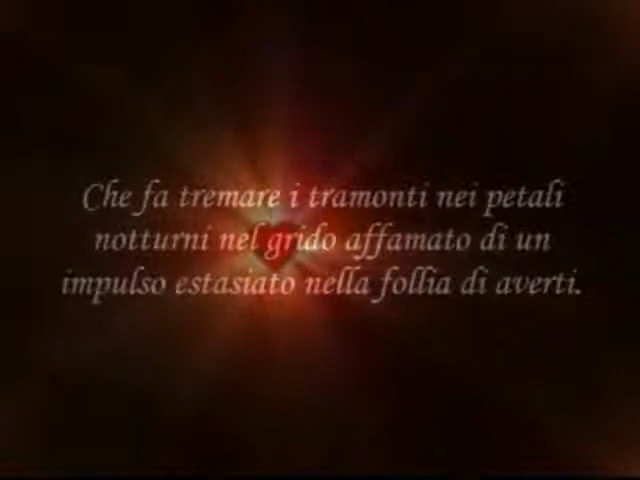 Che fa tremare i tramonti nei petali
notturni nel grido affamato di un
impulso estasiato nella follia di averti.